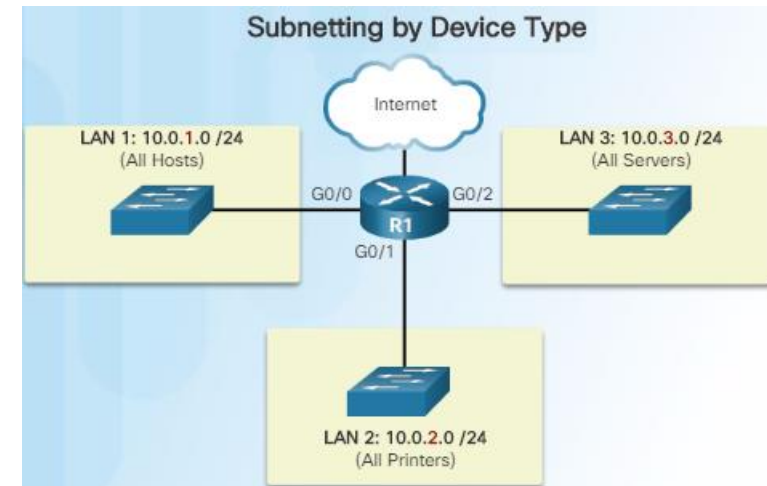 Subnetting by Device Type
Internet
LAN 1: 10.0.1.0 /24
(All Hosts)
LAN 3: 10.0.3.0 /24
(All Servers)
G0/0
G0/2
R1
G0/1
LAN 2: 10.0.2.0 /24
(All Printers)